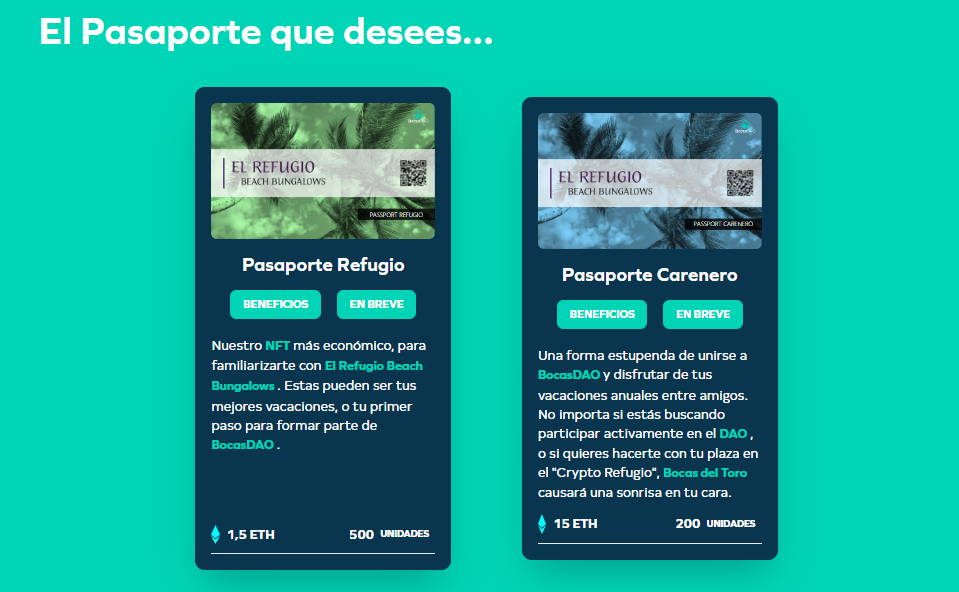 El Pasaporte que desees...
EL REFUGIO
BEACH BUNGALOWS
PASSPORT REFUGIO
Pasaporte Refugio
BENEFICIOS
EN BREVE
Nuestro NFT más económico, para
familiarizarte con El Refugio Beach
Bungalows . Estas pueden ser tus
mejores vacaciones, o tu primer
paso para formar parte de
BocasDAO .
1,5 ETH
500 UNIDADES
EL REFUGIO
BEACH BUNGALOWS
PASSPORT CARENERO
Pasaporte Carenero
BENEFICIOS
EN BREVE
Una forma estupenda de unirse a
BocasDAO y disfrutar de tus
vacaciones anuales entre amigos.
No importa si estás buscando
participar activamente en el DAO ,
o si quieres hacerte con tu plaza en
el "Crypto Refugio", Bocas del Toro
causará una sonrisa en tu cara.
15 ETH
200 UNIDADES